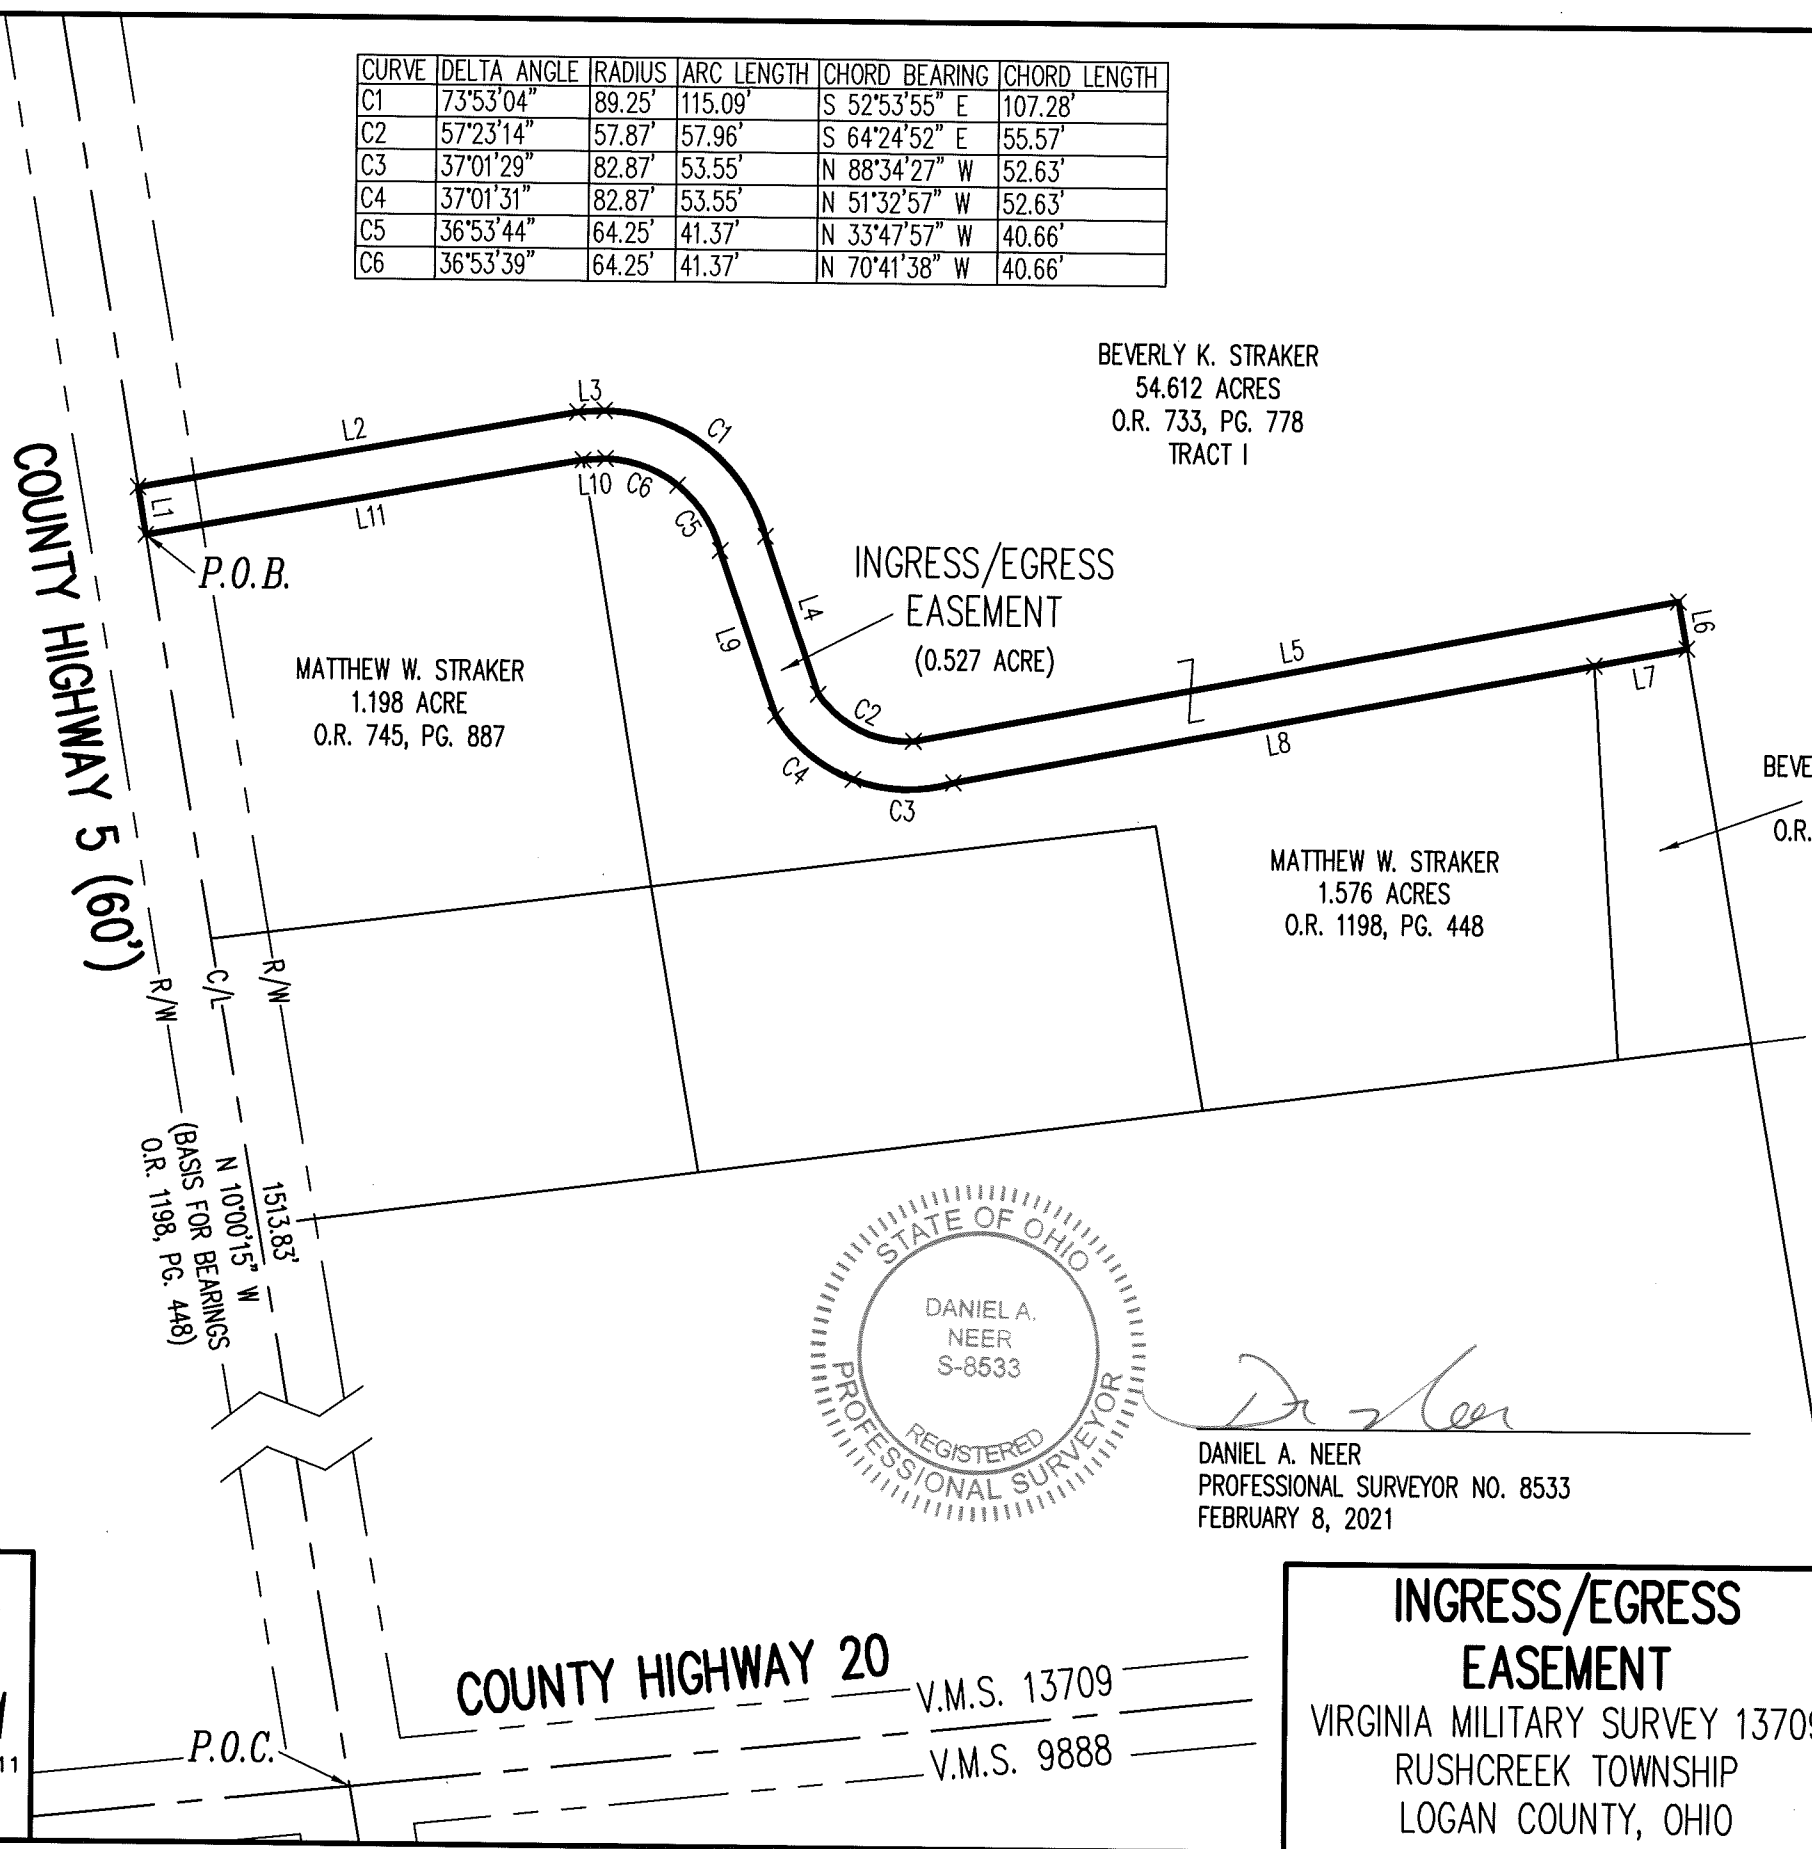 CURVE DELTA ANGLE RADIUS ARC LENGTH CHORD BEARING CHORD LENGTH
C1 73°53'04" 89.25' 115.09' S 52°53'55" E 107.28'
C2 57°23'14" 57.87' 57.96' S 64°24'52" E 55.57'
C3 37°01'29" 82.87' 53.55' N 88°34'27" W 52.63'
C4 37°01'31" 82.87' 53.55' N 51°32'57" W 52.63'
C5 36°53'44" 64.25' 41.37' N 33°47'57" W 40.66'
C6 36°53'39" 64.25' 41.37' N 70°41'38" W 40.66'
BEVERLY K. STRAKER
54.612 ACRES
O.R. 733, PG. 778
TRACT I
L3
L2
C1
L1
L10
C6
L11
C5
P.O.B.
COUNTY HIGHWAY 5 (60')
INGRESS/EGRESS
EASEMENT
(0.527 ACRE)
L4
L9
L5
L6
L7
L8
C2
C4
C3
MATTHEW W. STRAKER
1.198 ACRE
O.R. 745, PG. 887
BEVE
O.R.
MATTHEW W. STRAKER
1.576 ACRES
O.R. 1198, PG. 448
R/W
C/L
R/W
1513.83'
N 10°00'15" W
(BASIS FOR BEARINGS
O.R. 1198, PG. 448)
STATE OF OHIO
DANIEL A.
NEER
S-8533
REGISTERED
PROFESSIONAL SURVEYOR
DANIEL A. NEER
PROFESSIONAL SURVEYOR NO. 8533
FEBRUARY 8, 2021
COUNTY HIGHWAY 20
V.M.S. 13709
V.M.S. 9888
P.O.C.
11
INGRESS/EGRESS
EASEMENT
VIRGINIA MILITARY SURVEY 13709
RUSHCREEK TOWNSHIP
LOGAN COUNTY, OHIO